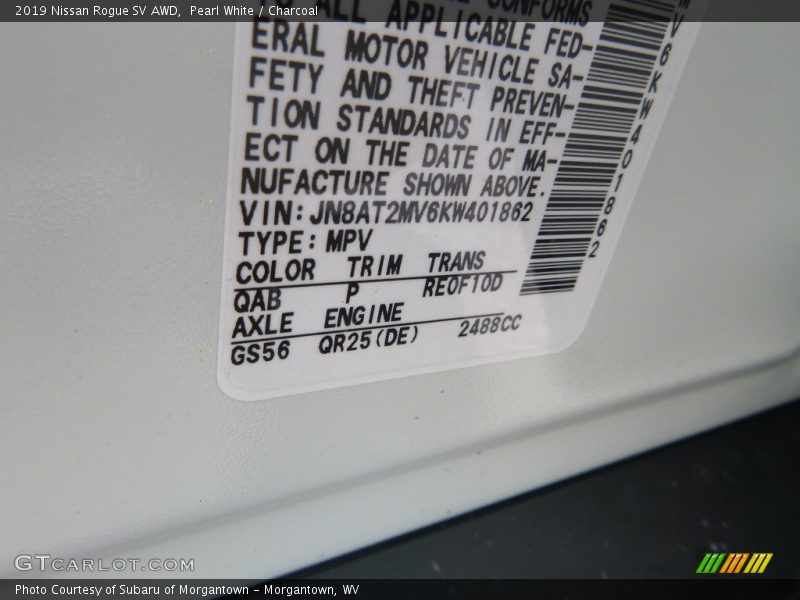 2019 Nissan Rogue SV AWD,  Pearl White / Charcoal
CONFORMS
ALL APPLICABLE FED-
ERAL MOTOR VEHICLE SA-
FETY AND THEFT PREVEN-
TION STANDARDS IN EFF-
ECT ON THE DATE OF MA-
NUFACTURE SHOWN ABOVE.
VIN: JN8AT2MV6KW401862
TYPE: MPV
COLOR TRIM TRANS
QAB P RE0F10D
AXLE ENGINE
GS56 QR25(DE) 2488CC
MV6KW401862
GTCARLOT.COM
Photo Courtesy of Subaru of Morgantown - Morgantown, WV